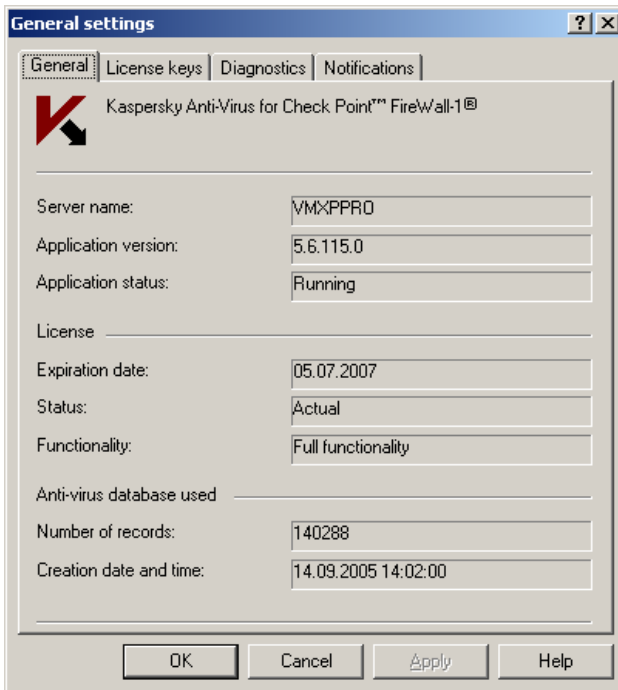 General settings
General License keys Diagnostics Notifications
Kaspersky Anti-Virus for Check Point™ FireWall-1®
Server name: VMXPPRO
Application version: 5.6.115.0
Application status: Running
License
Expiration date: 05.07.2007
Status: Actual
Functionality: Full functionality
Anti-virus database used
Number of records: 140288
Creation date and time: 14.09.2005 14:02:00
OK Cancel Apply Help